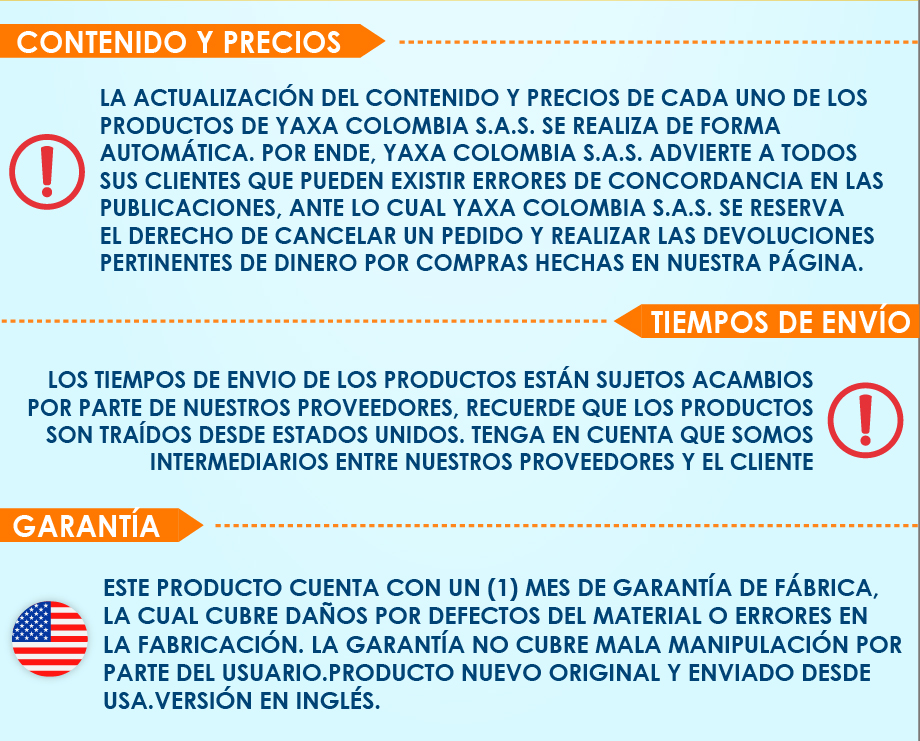 CONTENIDO Y PRECIOS
LA ACTUALIZACIÓN DEL CONTENIDO Y PRECIOS DE CADA UNO DE LOS
PRODUCTOS DE YAXA COLOMBIA S.A.S. SE REALIZA DE FORMA
AUTOMÁTICA. POR ENDE, YAXA COLOMBIA S.A.S. ADVIERTE A TODOS
SUS CLIENTES QUE PUEDEN EXISTIR ERRORES DE CONCORDANCIA EN LAS
PUBLICACIONES, ANTE LO CUAL YAXA COLOMBIA S.A.S. SE RESERVA
EL DERECHO DE CANCELAR UN PEDIDO Y REALIZAR LAS DEVOLUCIONES
PERTINENTES DE DINERO POR COMPRAS HECHAS EN NUESTRA PÁGINA.
TIEMPOS DE ENVÍO
LOS TIEMPOS DE ENVIO DE LOS PRODUCTOS ESTÁN SUJETOS ACAMBIOS
POR PARTE DE NUESTROS PROVEEDORES, RECUERDE QUE LOS PRODUCTOS
SON TRAÍDOS DESDE ESTADOS UNIDOS. TENGA EN CUENTA QUE SOMOS
INTERMEDIARIOS ENTRE NUESTROS PROVEEDORES Y EL CLIENTE
GARANTÍA
ESTE PRODUCTO CUENTA CON UN (1) MES DE GARANTÍA DE FÁBRICA,
LA CUAL CUBRE DAÑOS POR DEFECTOS DEL MATERIAL O ERRORES EN
LA FABRICACIÓN. LA GARANTÍA NO CUBRE MALA MANIPULACIÓN POR
PARTE DEL USUARIO.PRODUCTO NUEVO ORIGINAL Y ENVIADO DESDE
USA.VERSIÓN EN INGLÉS.